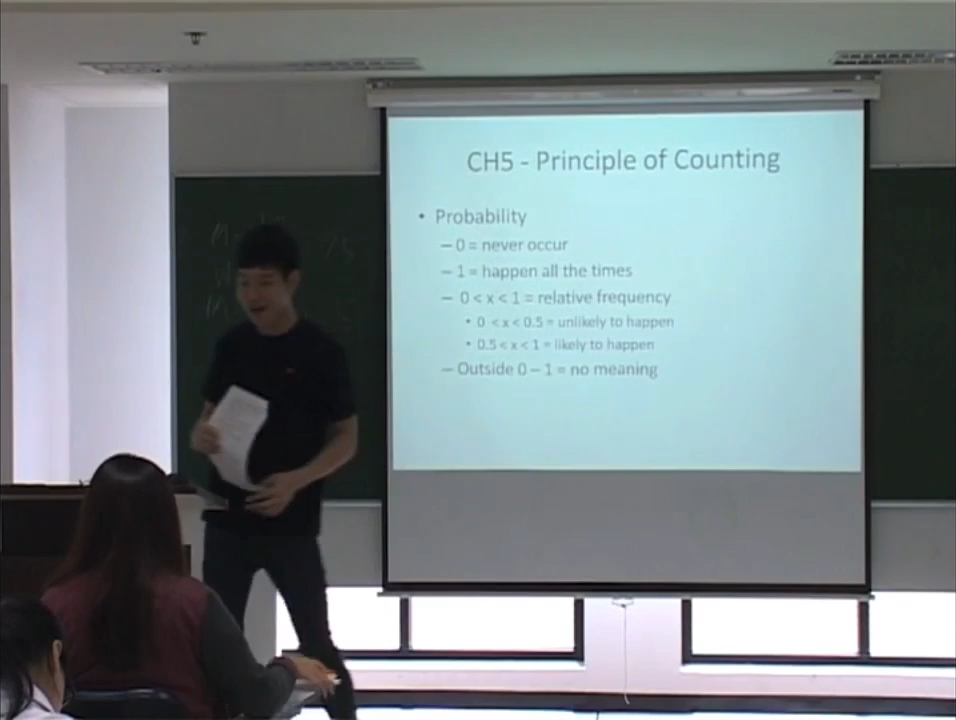 CH5 - Principle of Counting
• Probability
– 0 = never occur
– 1 = happen all the times
– 0 < x < 1 = relative frequency
• 0 < x < 0.5 = unlikely to happen
• 0.5 < x < 1 = likely to happen
– Outside 0 – 1 = no meaning